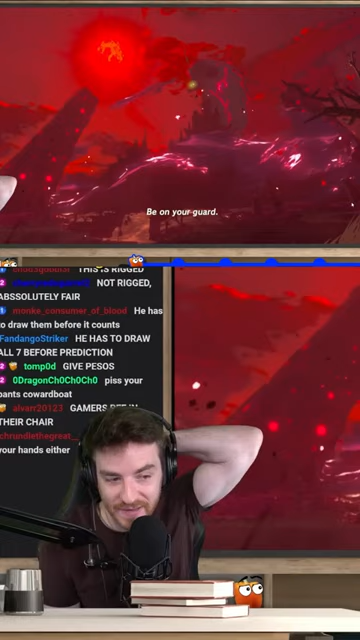 Be on your guard.
THIS IS RIGGED
NOT RIGGED,
ABSSOLUTELY FAIR
monke_consumer_of_blood He has
to draw them before it counts
FandangoStriker HE HAS TO DRAW
ALL 7 BEFORE PREDICTION
tomp0d GIVE PESOS
0DragonCh0Ch0Ch0 piss your
pants cowardboat
alvarr20123 GAMERS
THEIR CHAIR
chrundlethegreat_
your hands either